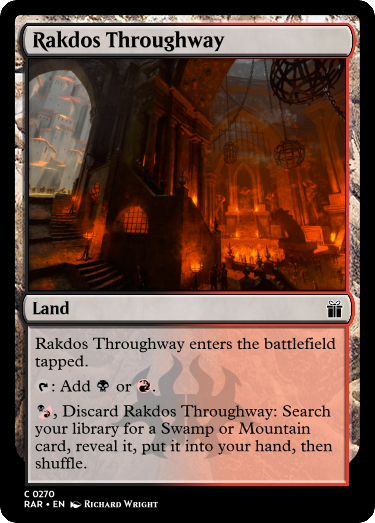 Rakdos Throughway
Land
Rakdos Throughway enters the battlefield
tapped.
: Add or .
, Discard Rakdos Throughway: Search
your library for a Swamp or Mountain
card, reveal it, put it into your hand, then
shuffle.
C 0270
RAR • EN Richard Wright